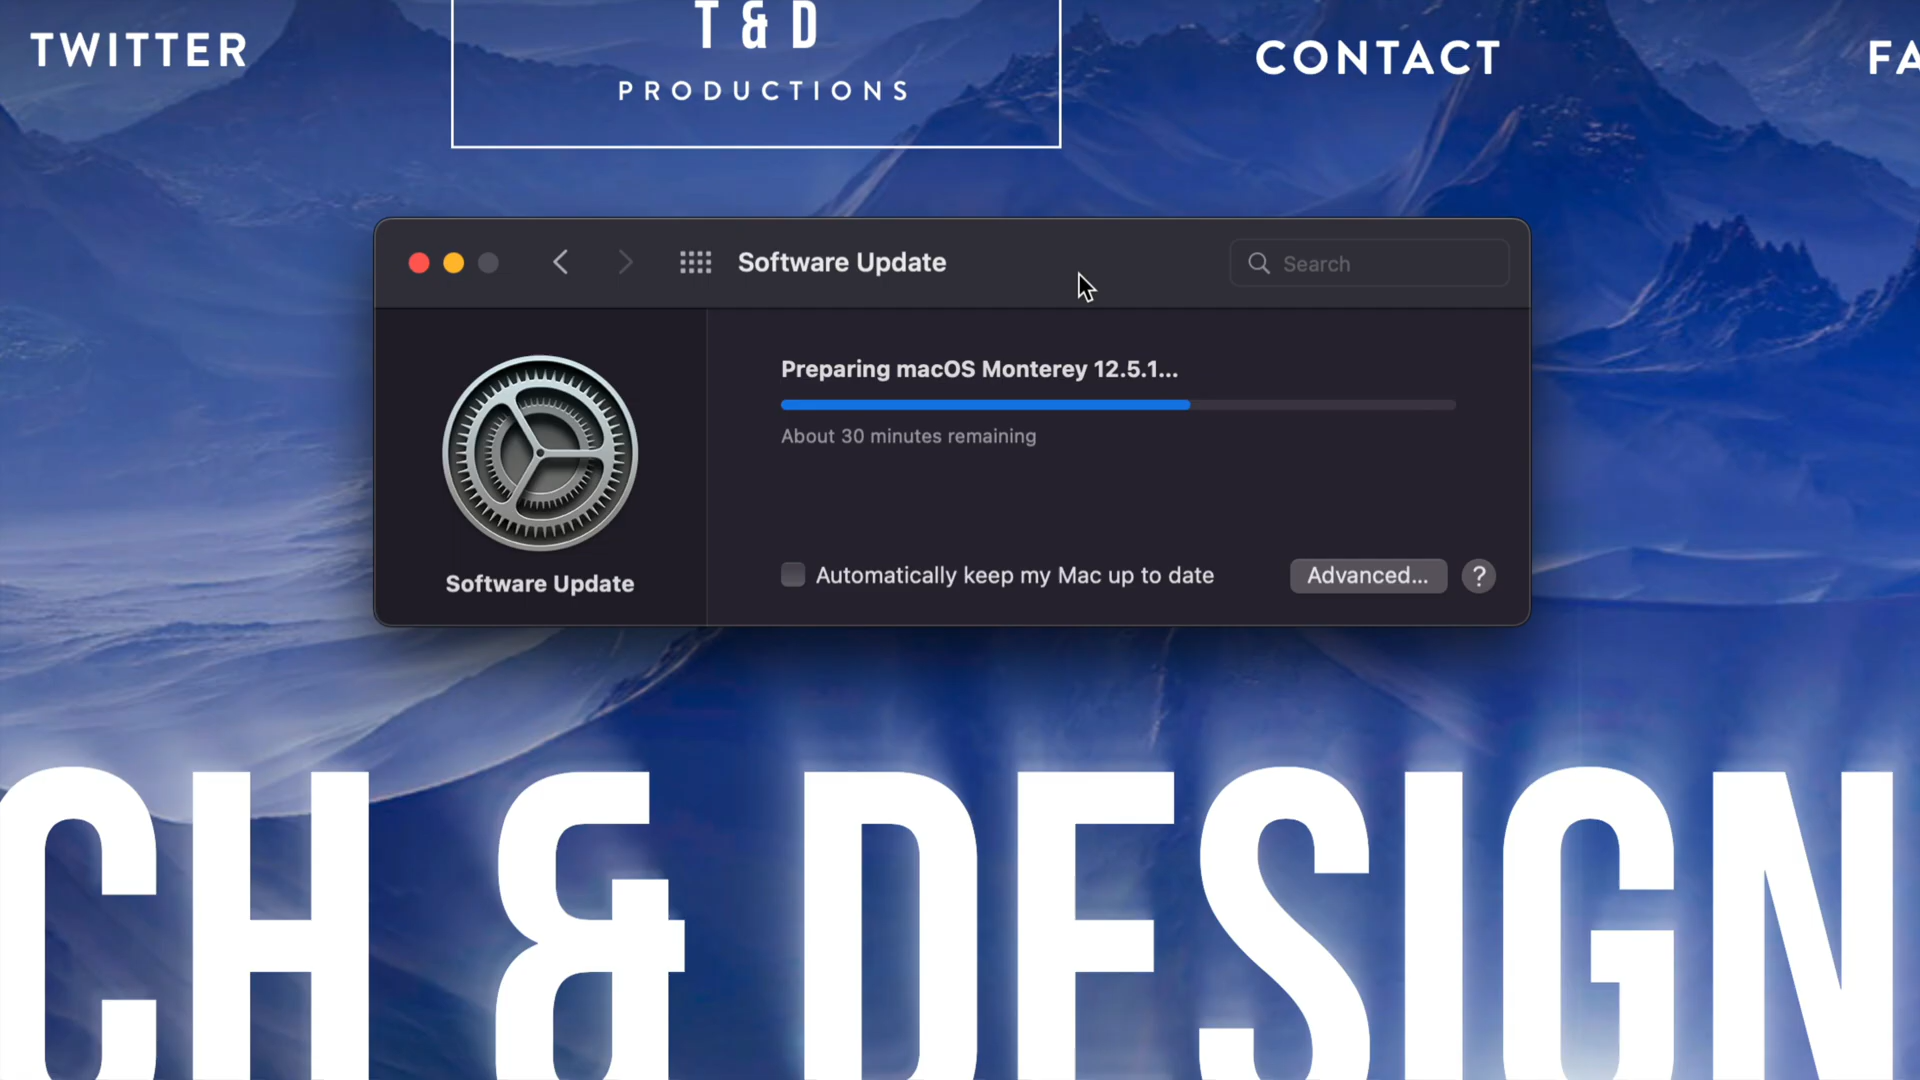 TWITTER
T & D
PRODUCTIONS
CONTACT
FA
Software Update
Search
Preparing macOS Monterey 12.5.1...
About 30 minutes remaining
Automatically keep my Mac up to date
Advanced...
?
Software Update
CH & DESIGN